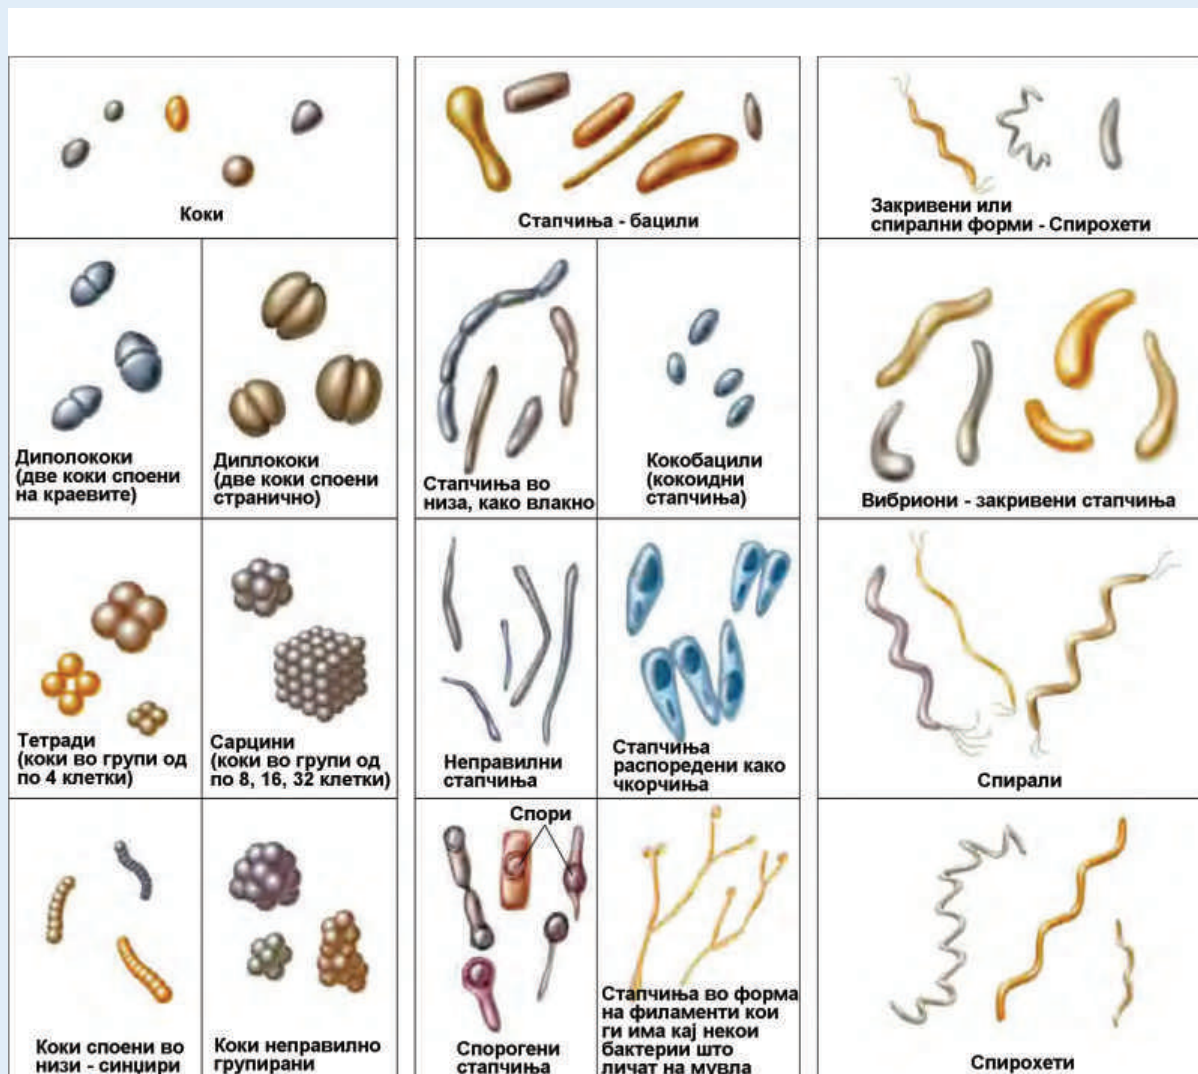 Коки
Стапчиња - бацили
Закривени или
спирални форми - Спирохети
Диполококи
(две коки споени
на краевите)
Диплококи
(две коки споени
странично)
Стапчиња во
низа, како влакно
Кокобацили
(кокоидни
стапчиња)
Вибриони - закривени стапчиња
Тетради
(коки во групи од
по 4 клетки)
Сарцини
(коки во групи од
по 8, 16, 32 клетки)
Неправилни
стапчиња
Стапчиња
распоредени како
чкорчиња
Спирали
Коки споени во
низи - синџири
Коки неправилно
групирани
Спори
Спорогени
стапчиња
Стапчиња во форма
на филаменти кои
ги има кај некои
бактерии што
личат на мувла
Спирохети